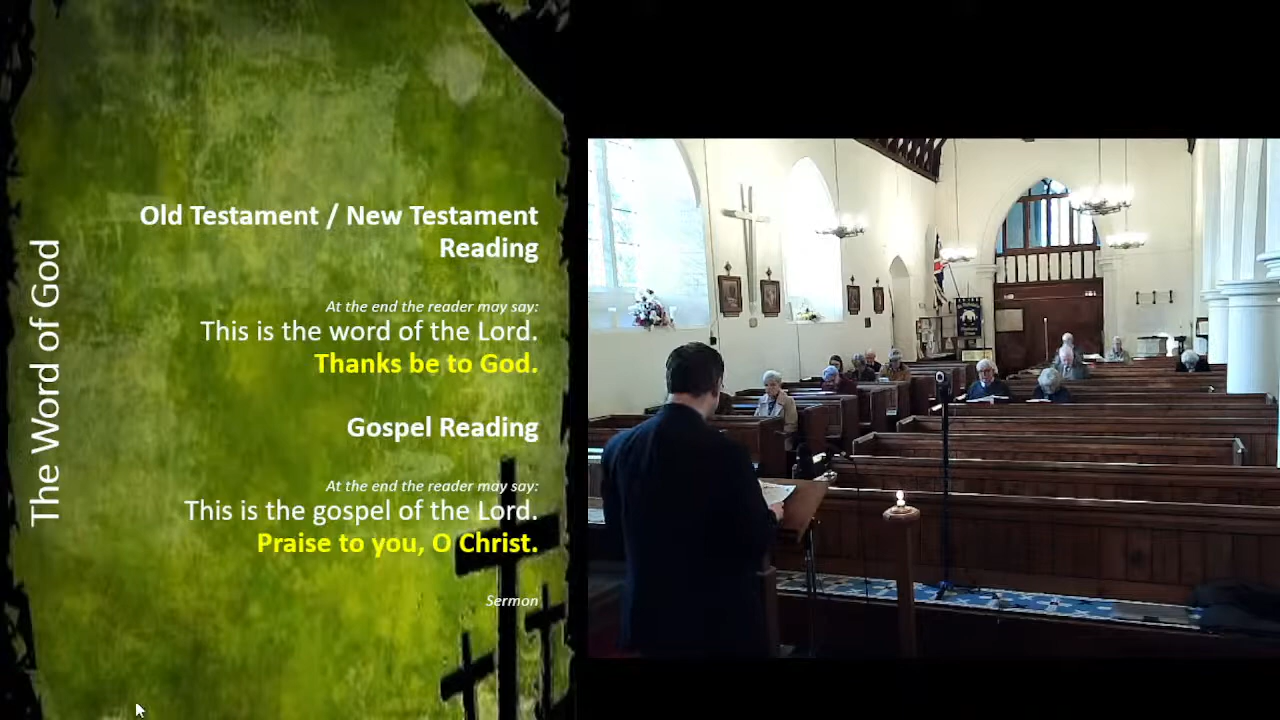 The Word of God
Old Testament / New Testament
Reading
At the end the reader may say:
This is the word of the Lord.
Thanks be to God.
Gospel Reading
At the end the reader may say:
This is the gospel of the Lord.
Praise to you, O Christ.
Sermon